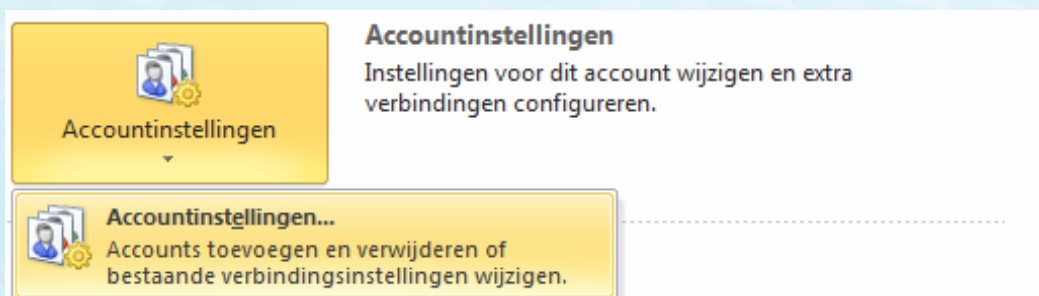 Accountinstellingen
Accountinstellingen
Instellingen voor dit account wijzigen en extra
verbindingen configureren.
Accountinstellingen...
Accounts toevoegen en verwijderen of
bestaande verbindingsinstellingen wijzigen.